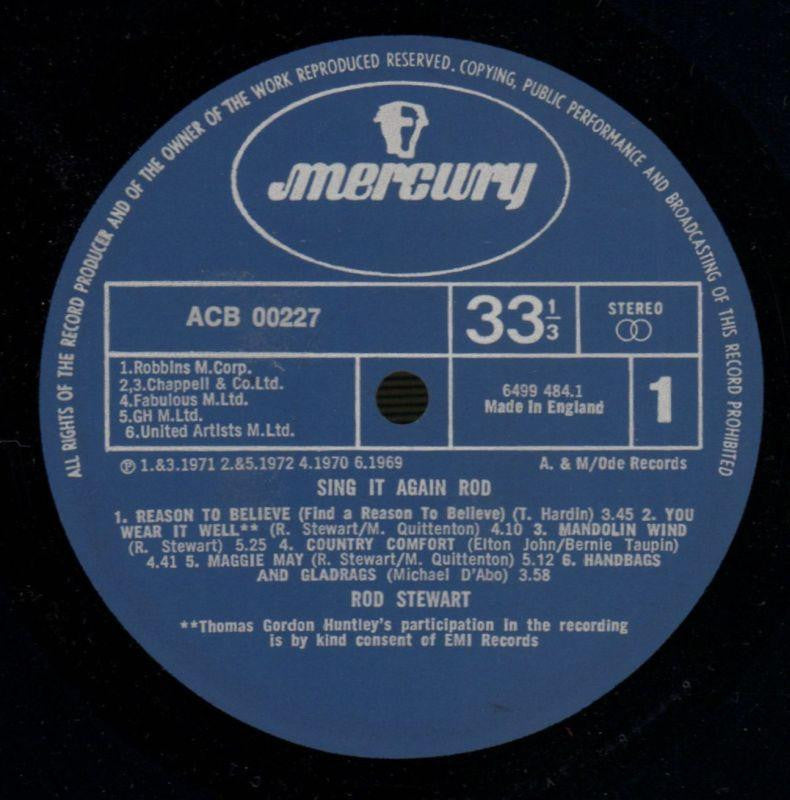 ALL RIGHTS OF THE RECORD PRODUCER AND OF THE OWNER OF THE WORK REPRODUCED RESERVED. COPYING, PUBLIC PERFORMANCE AND BROADCASTING OF THIS RECORD PROHIBITED
mercury
ACB 00227
33 1/3
STEREO
1.Robbins M.Corp.
2,3.Chappell & Co.Ltd.
4.Fabulous M.Ltd.
5.GH M.Ltd.
6.United Artists M.Ltd.
6499 484.1
Made in England
1
℗ 1.&3.1971 2.&5.1972 4.1970 6.1969
A. & M/Ode Records
SING IT AGAIN ROD
1. REASON TO BELIEVE (Find a Reason To Believe) (T. Hardin) 3.45 2. YOU
WEAR IT WELL** (R. Stewart/M. Quittenton) 4.10 3. MANDOLIN WIND
(R. Stewart) 5.25 4. COUNTRY COMFORT (Elton John/Bernie Taupin)
4.41 5. MAGGIE MAY (R. Stewart/M. Quittenton) 5.12 6. HANDBAGS
AND GLADRAGS (Michael D'Abo) 3.58
ROD STEWART
**Thomas Gordon Huntley's participation in the recording
is by kind consent of EMI Records